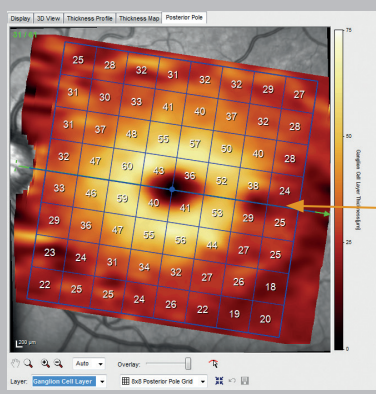 Display 3D View Thickness Profile Thickness Map Posterior Pole
75
25 28 32 31 32 32 29 27
31 30 33 41 40 37 32 28
31 37 48 55 57 50 40 28
50
32 47 60 43 36 52 38 24
33 46 59 40 41 53 29 25
29 36 47 55 56 44 27 25
25
23 24 31 34 32 27 26 18
22 25 25 24 26 22 19 20
0
Ganglion Cell Layer Thickness [µm]
200 µm
Auto Overlay:
Layer: Ganglion Cell Layer 8x8 Posterior Pole Grid